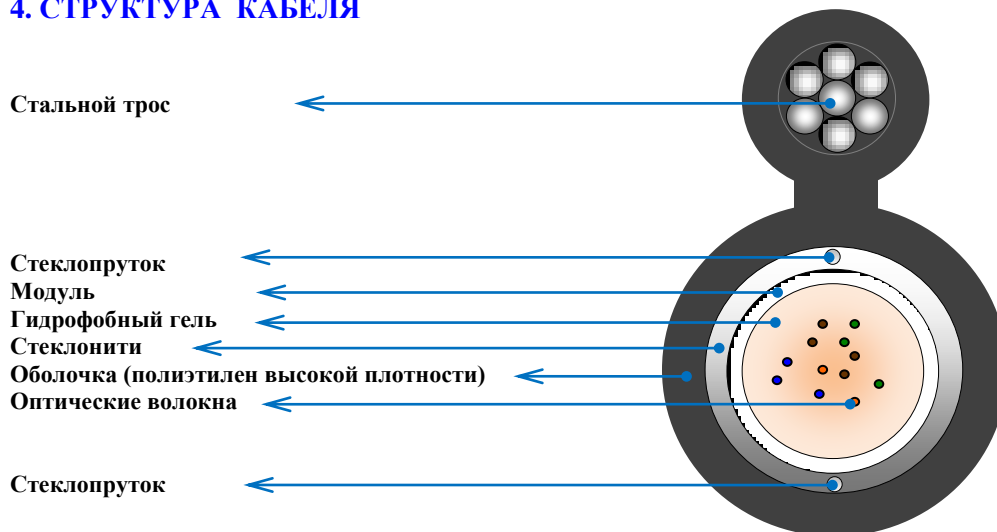 4. СТРУКТУРА КАБЕЛЯ
Стальной трос
Стеклопруток
Модуль
Гидрофобный гель
Стеклонити
Оболочка (полиэтилен высокой плотности)
Оптические волокна
Стеклопруток